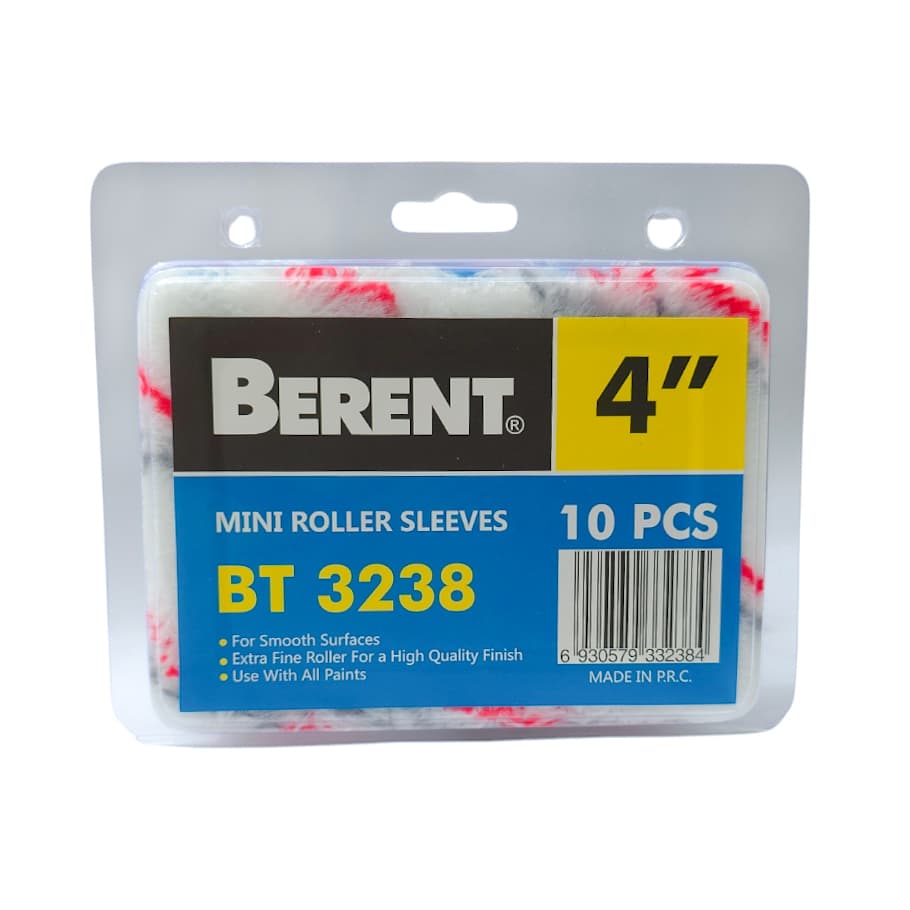 BERENT®
4"
MINI ROLLER SLEEVES
10 PCS
BT 3238
• For Smooth Surfaces
• Extra Fine Roller For a High Quality Finish
• Use With All Paints
6 930579 332384
MADE IN P.R.C.